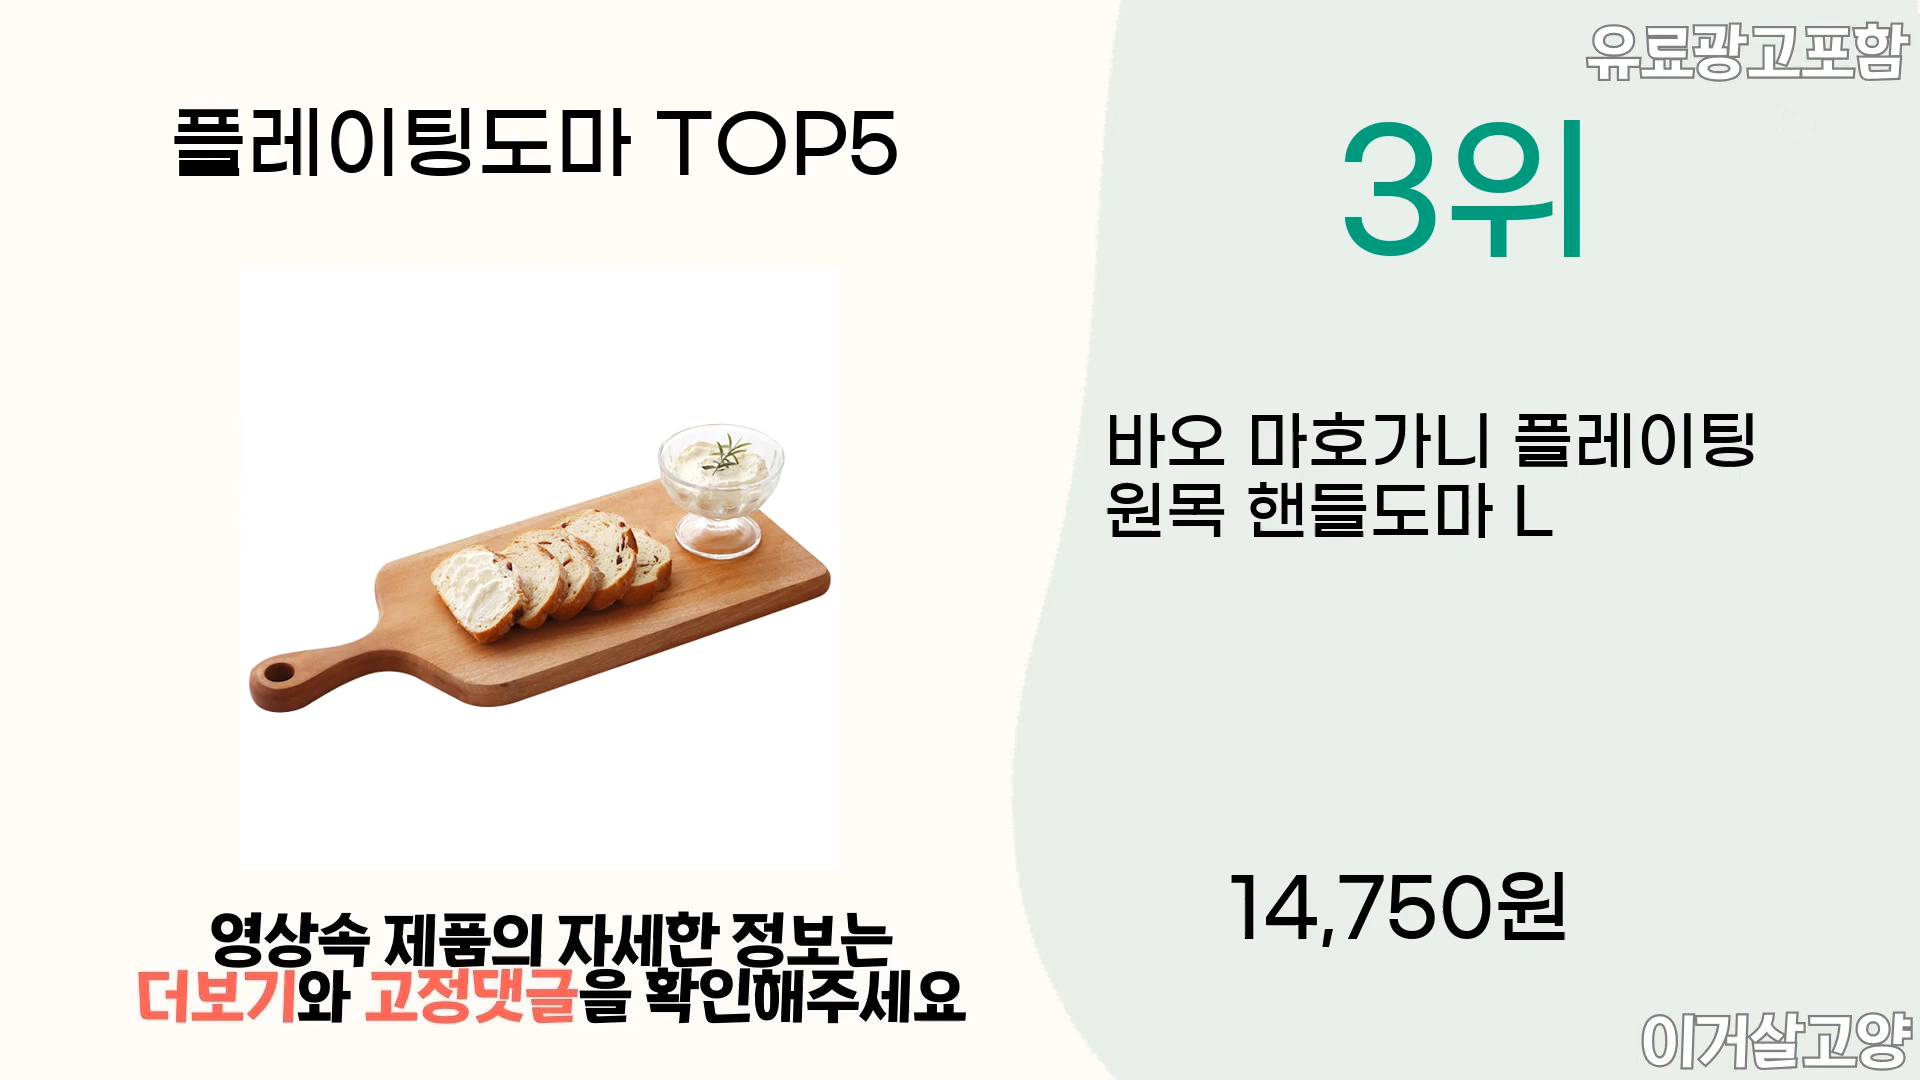 유료광고포함
플레이팅도마 TOP5
3위
바오 마호가니 플레이팅
원목 핸들도마 L
14,750원
영상속 제품의 자세한 정보는
더보기와 고정댓글을 확인해주세요
이거살고양